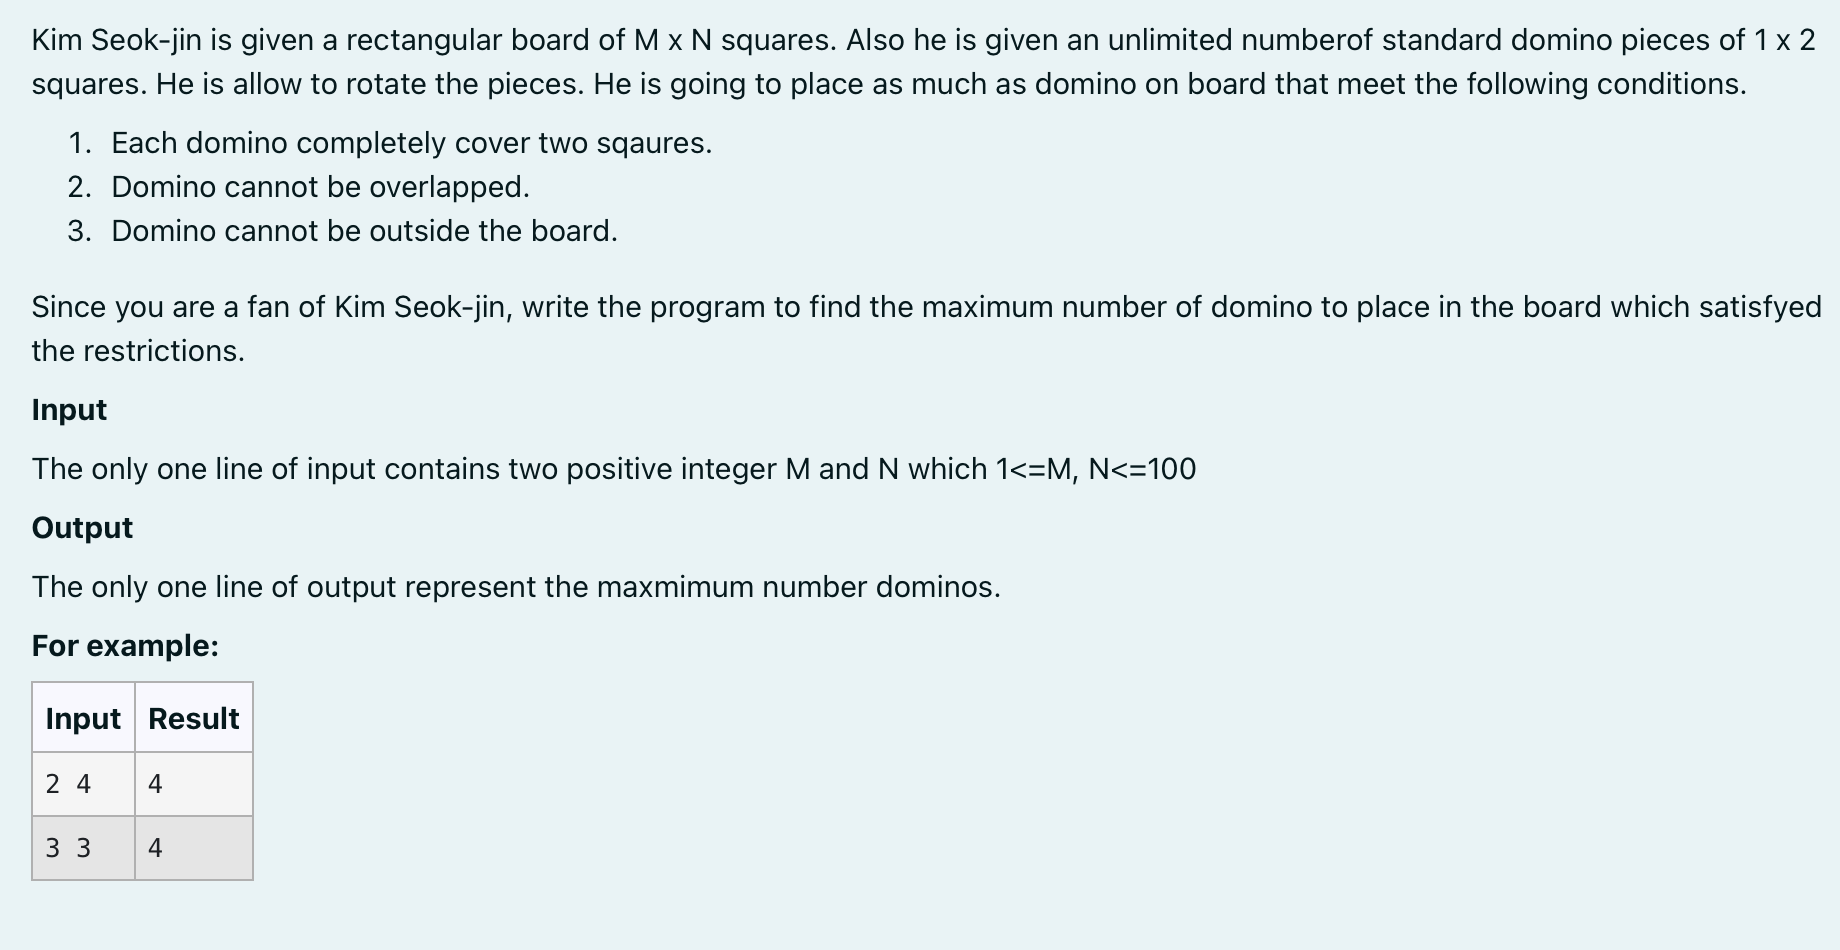 Kim Seok-jin is given a rectangular board of M x N squares. Also he is given an unlimited numberof standard domino pieces of 1 x 2
squares. He is allow to rotate the pieces. He is going to place as much as domino on board that meet the following conditions.
1. Each domino completely cover two sqaures.
2. Domino cannot be overlapped.
3. Domino cannot be outside the board.
Since you are a fan of Kim Seok-jin, write the program to find the maximum number of domino to place in the board which satisfyed
the restrictions.
Input
The only one line of input contains two positive integer M and N which 1<=M, N<=100
Output
The only one line of output represent the maxmimum number dominos.
For example:
Input Result
2 4 4
3 3 4